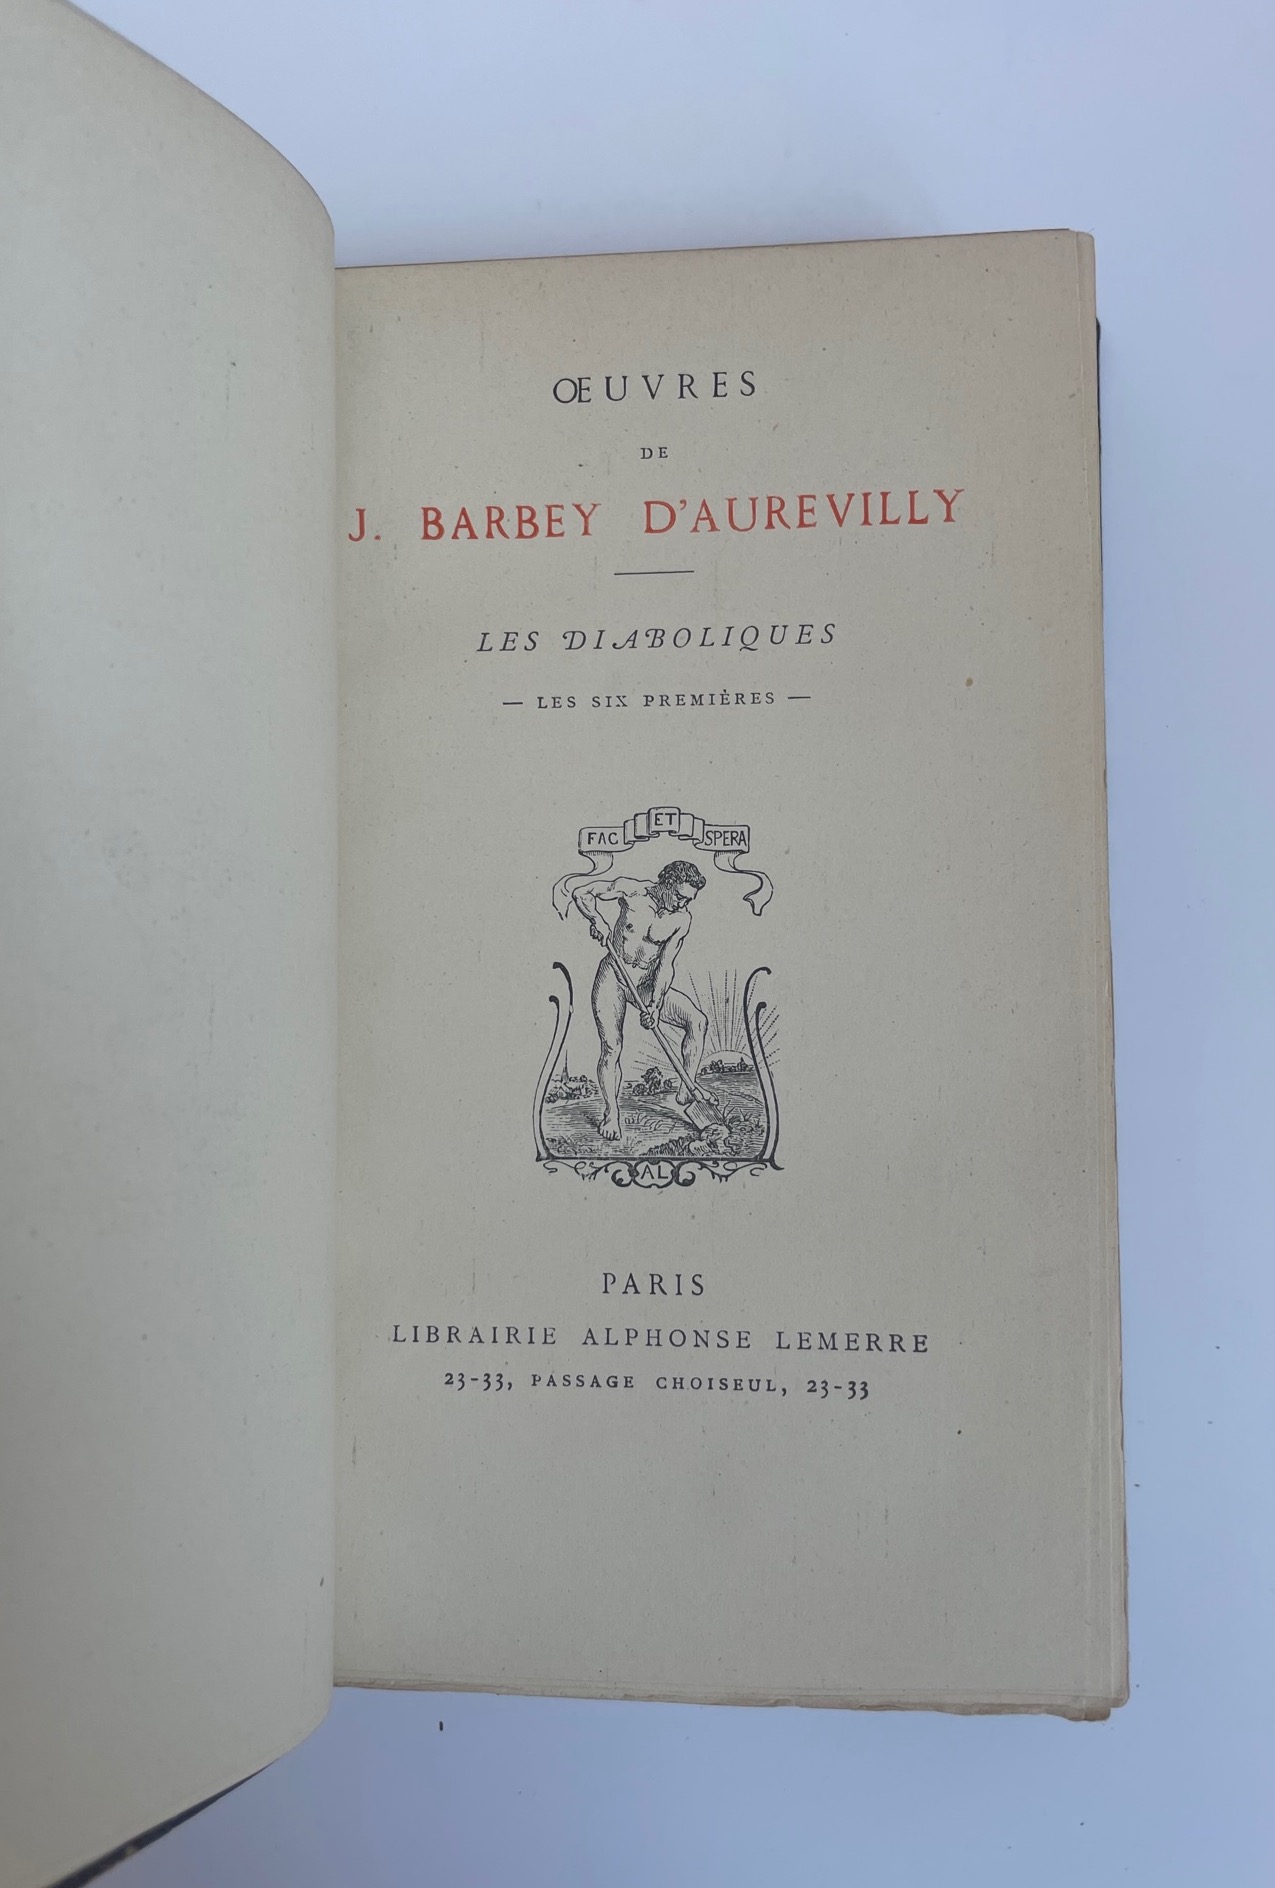 ŒUVRES
DE
J. BARBEY D'AUREVILLY
LES DIABOLIQUES
— LES SIX PREMIÈRES —
FAC ET SPERA
AL
PARIS
LIBRAIRIE ALPHONSE LEMERRE
23-33, PASSAGE CHOISEUL, 23-33